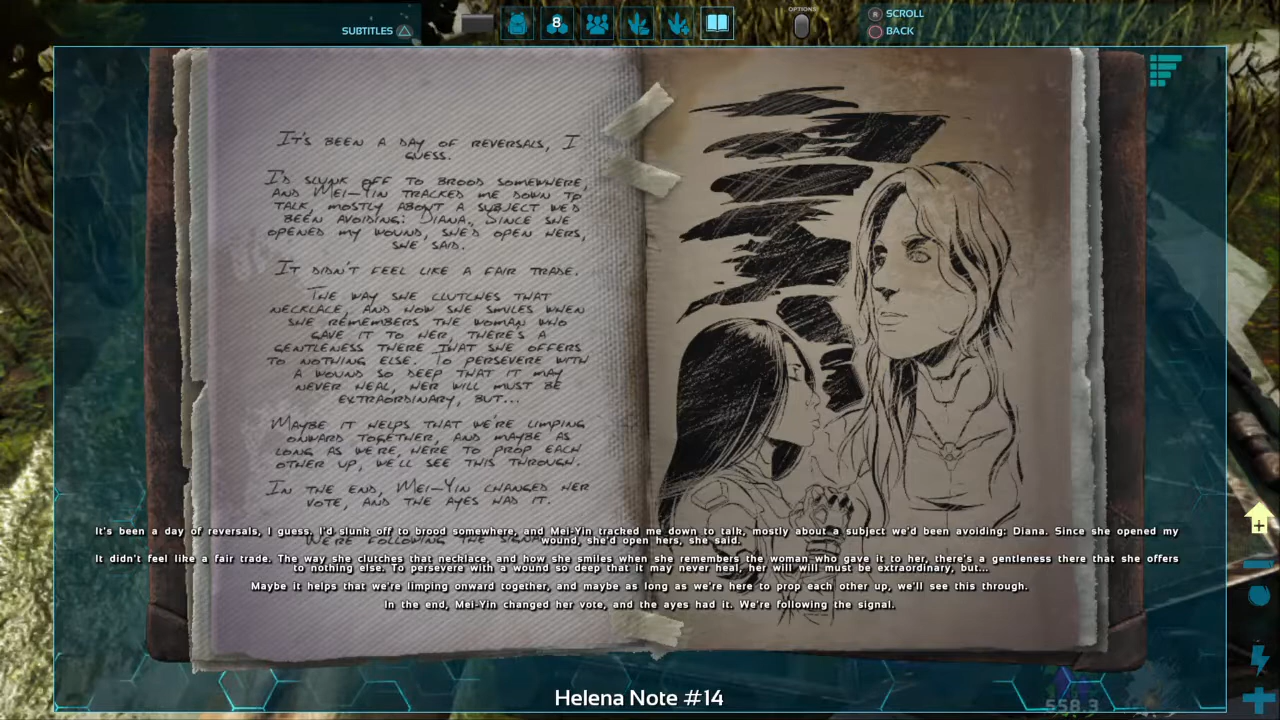 OPTIONS
SUBTITLES
8
SCROLL
BACK
IT'S BEEN A DAY OF REVERSALS, I
GUESS.
I'D SLUNK OFF TO BROOD SOMEWHERE,
AND MEI-YIN TRACKED ME DOWN TO
TALK, MOSTLY ABOUT A SUBJECT WE'D
BEEN AVOIDING: DIANA. SINCE SHE
OPENED MY WOUND, SHE'D OPEN HERS,
SHE SAID.
IT DIDN'T FEEL LIKE A FAIR TRADE.
THE WAY SHE CLUTCHES THAT
NECKLACE, AND HOW SHE SMILES WHEN
SHE REMEMBERS THE WOMAN WHO
GAVE IT TO HER, THERE'S A
GENTLENESS THERE THAT SHE OFFERS
TO NOTHING ELSE. TO PERSEVERE WITH
A WOUND SO DEEP THAT IT MAY
NEVER HEAL, HER WILL MUST BE
EXTRAORDINARY, BUT...
MAYBE IT HELPS THAT WE'RE LIMPING
ONWARD TOGETHER, AND MAYBE AS
LONG AS WE'RE HERE TO PROP EACH
OTHER UP, WE'LL SEE THIS THROUGH.
IN THE END, MEI-YIN CHANGED HER
VOTE, AND THE AYES HAD IT.
WE'RE FOLLOWING THE SIGNAL.
It's been a day of reversals, I guess. I'd slunk off to brood somewhere, and Mei-Yin tracked me down to talk, mostly about a subject we'd been avoiding: Diana. Since she opened my
wound, she'd open hers, she said.
It didn't feel like a fair trade. The way she clutches that necklace, and how she smiles when she remembers the woman who gave it to her, there's a gentleness there that she offers
to nothing else. To persevere with a wound so deep that it may never heal, her will will must be extraordinary, but...
Maybe it helps that we're limping onward together, and maybe as long as we're here to prop each other up, we'll see this through.
In the end, Mei-Yin changed her vote, and the ayes had it. We're following the signal.
Helena Note #14
558.3